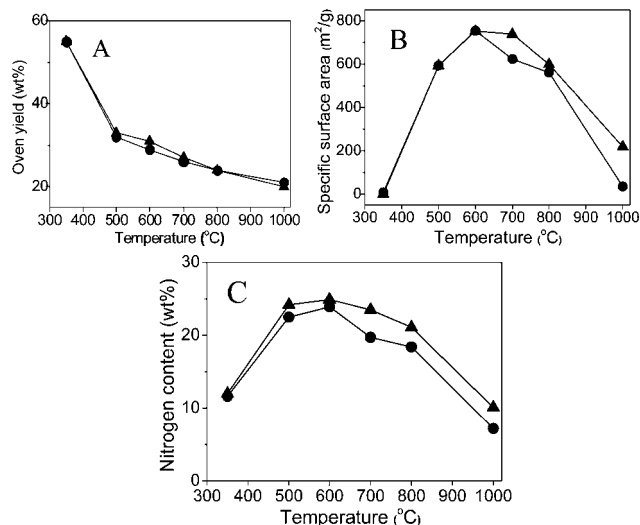 A
60
40
20
Oven yield (wt%)
300 400 500 600 700 800 900 1000
Temperature (°C)
B
800
600
400
200
0
Specific surface area (m²/g)
300 400 500 600 700 800 900 1000
Temperature (°C)
C
30
20
10
0
Nitrogen content (wt%)
300 400 500 600 700 800 900 1000
Temperature (°C)